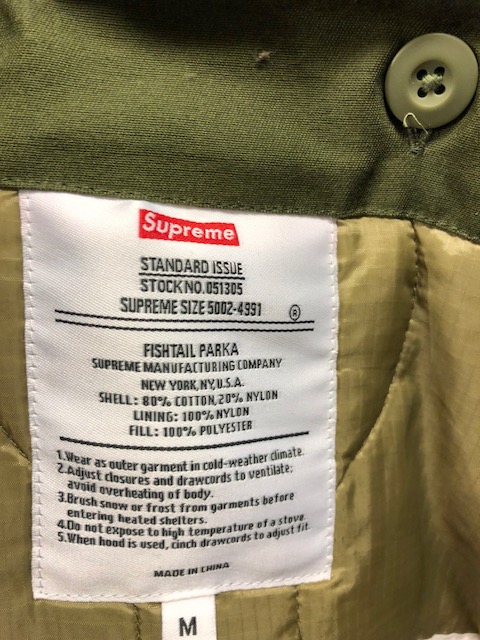 Supreme
STANDARD ISSUE
STOCK NO. 051305
SUPREME SIZE 5002-4991 ®
FISHTAIL PARKA
SUPREME MANUFACTURING COMPANY
NEW YORK, NY, U.S.A.
SHELL: 80% COTTON, 20% NYLON
LINING: 100% NYLON
FILL: 100% POLYESTER
1.Wear as outer garment in cold-weather climate.
2.Adjust closures and drawcords to ventilate;
avoid overheating of body.
3.Brush snow or frost from garments before
entering heated shelters.
4.Do not expose to high temperature of a stove.
5.When hood is used, cinch drawcords to adjust fit.
MADE IN CHINA
M